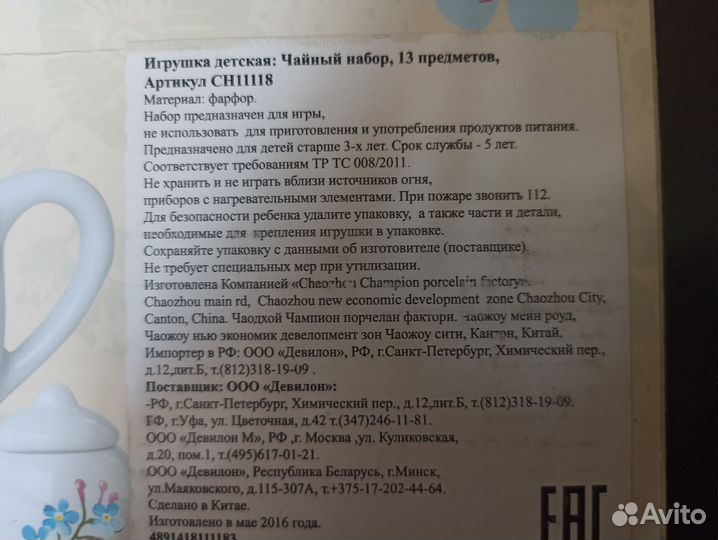 Игрушка детская: Чайный набор, 13 предметов,
Артикул CH11118
Материал: фарфор.
Набор предназначен для игры,
не использовать для приготовления и употребления продуктов питания.
Предназначено для детей старше 3-х лет. Срок службы - 5 лет.
Соответствует требованиям ТР ТС 008/2011.
Не хранить и не играть вблизи источников огня,
приборов с нагревательными элементами. При пожаре звонить 112.
Для безопасности ребенка удалите упаковку, а также части и детали,
необходимые для крепления игрушки в упаковке.
Сохраняйте упаковку с данными об изготовителе (поставщике).
Не требует специальных мер при утилизации.
Изготовлена Компанией «Chaozhou Champion porcelain factory».
Chaozhou main rd, Chaozhou new economic development zone Chaozhou City,
Canton, China. Чаодхой Чампион порчелан фактори. Чаожоу мейн роуд,
Чаожоу нью экономик девелопмент зон Чаожоу сити, Кантон, Китай.
Импортер в РФ: ООО «Девилон», РФ, г.Санкт-Петербург, Химический пер.,
д.12,лит.Б, т.(812)318-19-09 .
Поставщик: ООО «Девилон»:
-РФ, г.Санкт-Петербург, Химический пер., д.12,лит.Б, т.(812)318-19-09.
РФ, г.Уфа, ул. Цветочная, д.42 т.(347)246-11-81.
ООО «Девилон М», РФ ,г. Москва ,ул. Куликовская,
д.20, пом.1, т.(495)617-01-21.
ООО «Девилон», Республика Беларусь, г.Минск,
ул.Маяковского, д.115-307А, т.+375-17-202-44-64.
Сделано в Китае.
Изготовлено в мае 2016 года.
4891418111183
EAC
Avito